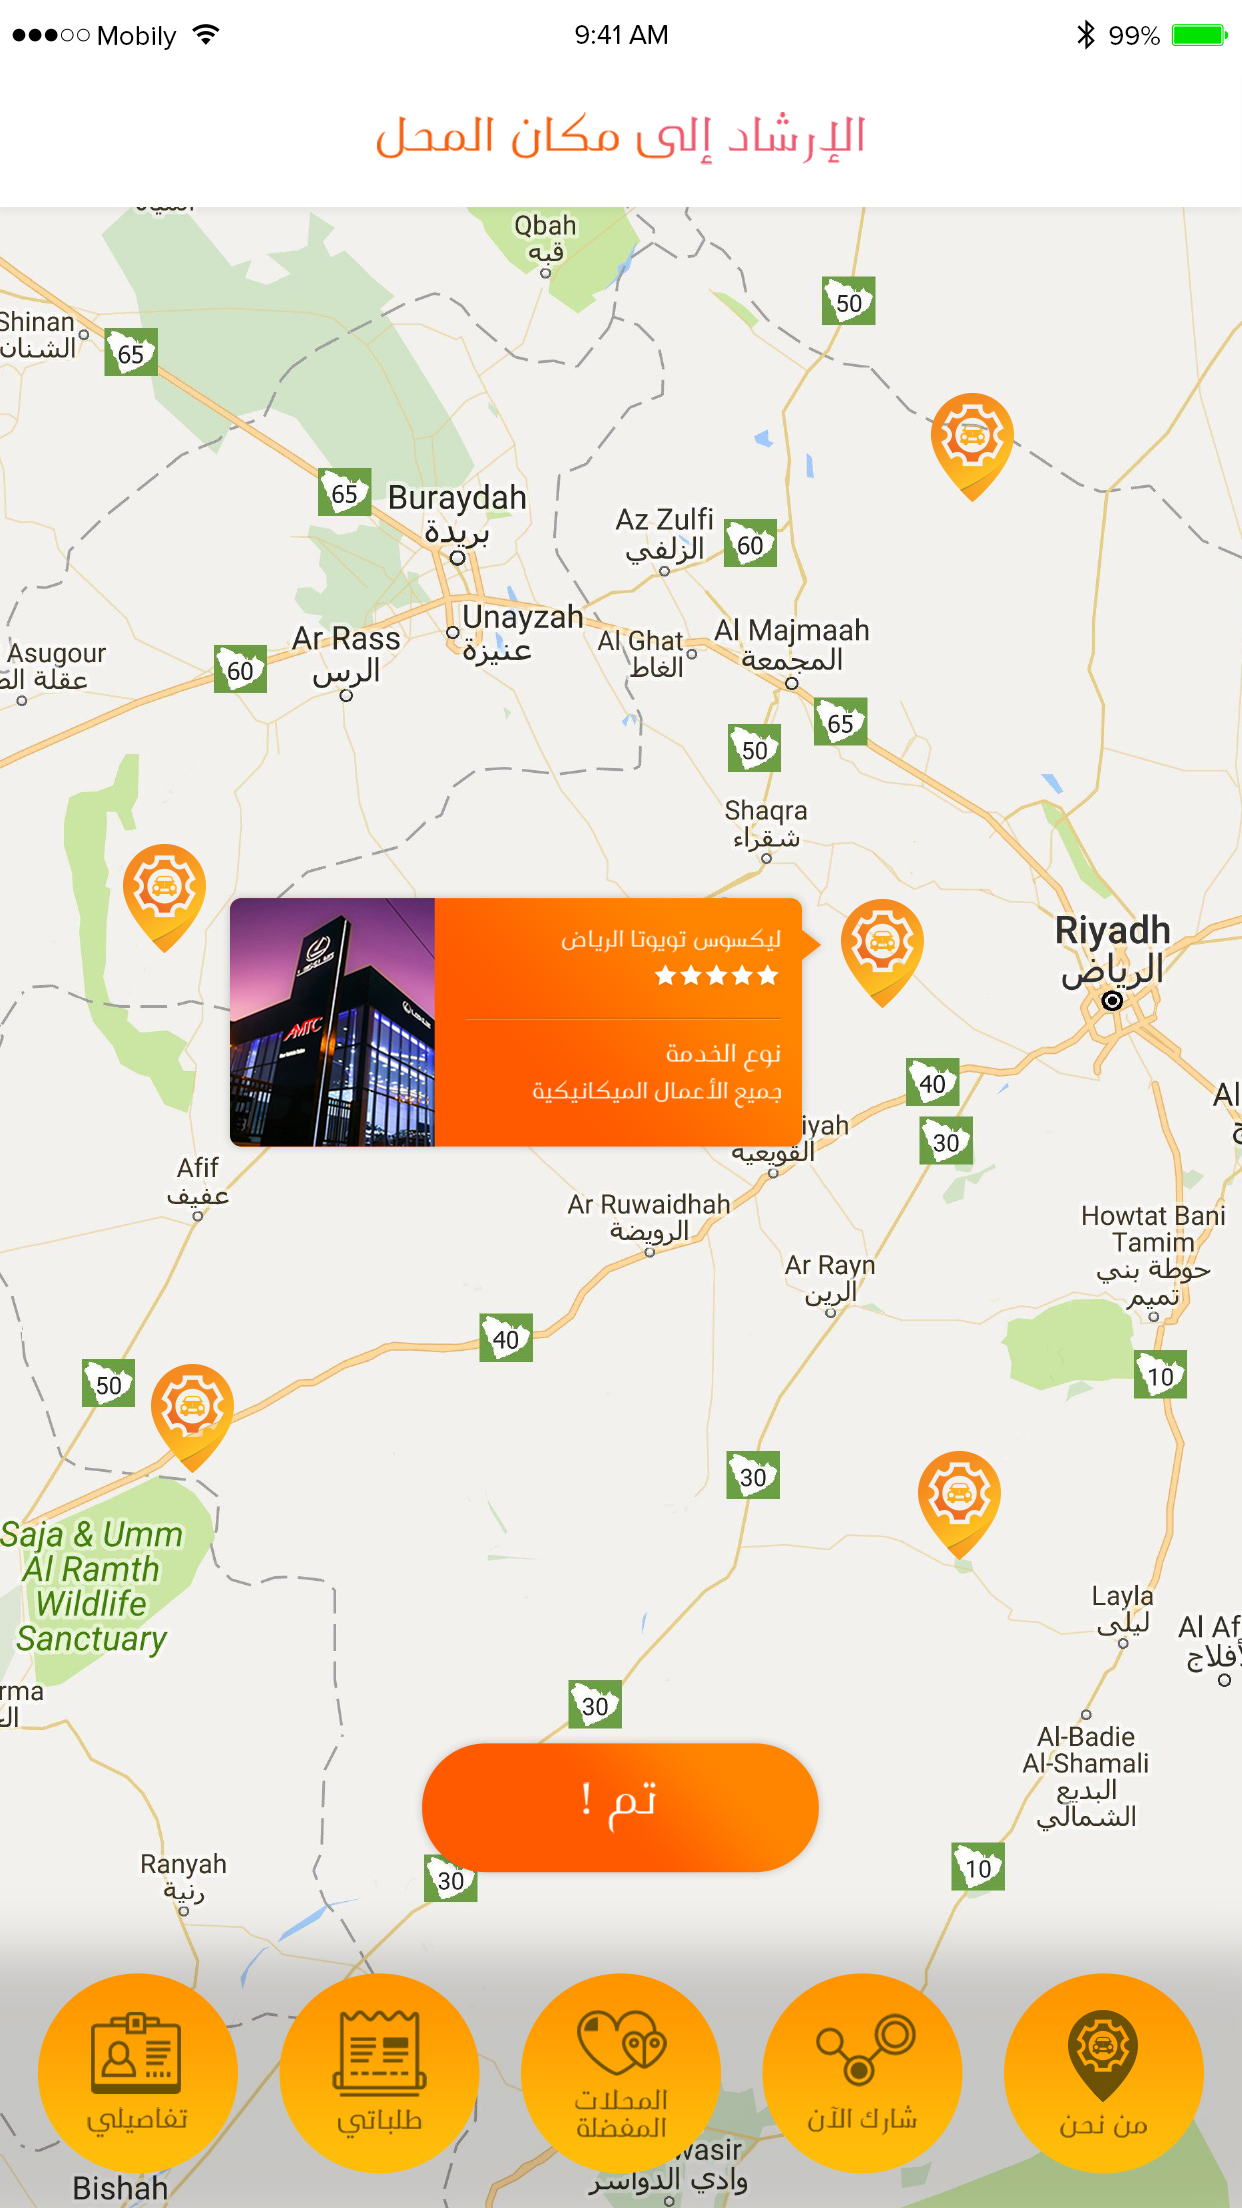 Mobily
9:41 AM
99%
الإرشاد إلى مكان المحل
Qbah
قبه
50
Shinan
الشنان
65
65
Buraydah
بريدة
Az Zulfi
الزلفي
60
Unayzah
عنيزة
Ar Rass
الرس
Al Ghat
الغاط
Al Majmaah
المجمعة
Asugour
عقلة
60
65
50
Shaqra
شقراء
Riyadh
الرياض
ليكسوس تويوتا الرياض
AMTC
نوع الخدمة
جميع الأعمال الميكانيكية
40
30
iyah
القويعية
Al
Afif
عفيف
Ar Ruwaidhah
الرويضة
Howtat Bani
Tamim
حوطة بني
تميم
Ar Rayn
الرين
40
50
10
30
Saja & Umm
Al Ramth
Wildlife
Sanctuary
Layla
ليلى
Al Af
أفلاج
rma
30
Al-Badie
Al-Shamali
البديع
الشمالي
تم !
Ranyah
رنية
30
10
من نحن
شارك الآن
المحلات
المفضلة
طلباتي
تفاصيلي
wasir
وادي الدواسر
Bishah